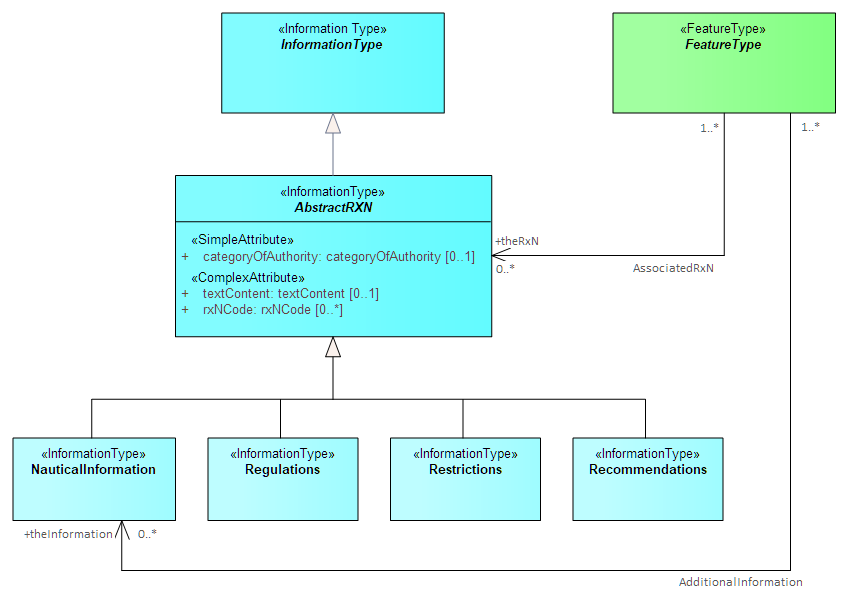 «Information Type»
InformationType
«FeatureType»
FeatureType
1..*
1..*
«InformationType»
AbstractRXN
«SimpleAttribute»
+ categoryOfAuthority: categoryOfAuthority [0..1]
«ComplexAttribute»
+ textContent: textContent [0..1]
+ rxNCode: rxNCode [0..*]
+theRxN
0..*
AssociatedRxN
«InformationType»
NauticalInformation
«InformationType»
Regulations
«InformationType»
Restrictions
«InformationType»
Recommendations
+theInformation
0..*
AdditionalInformation